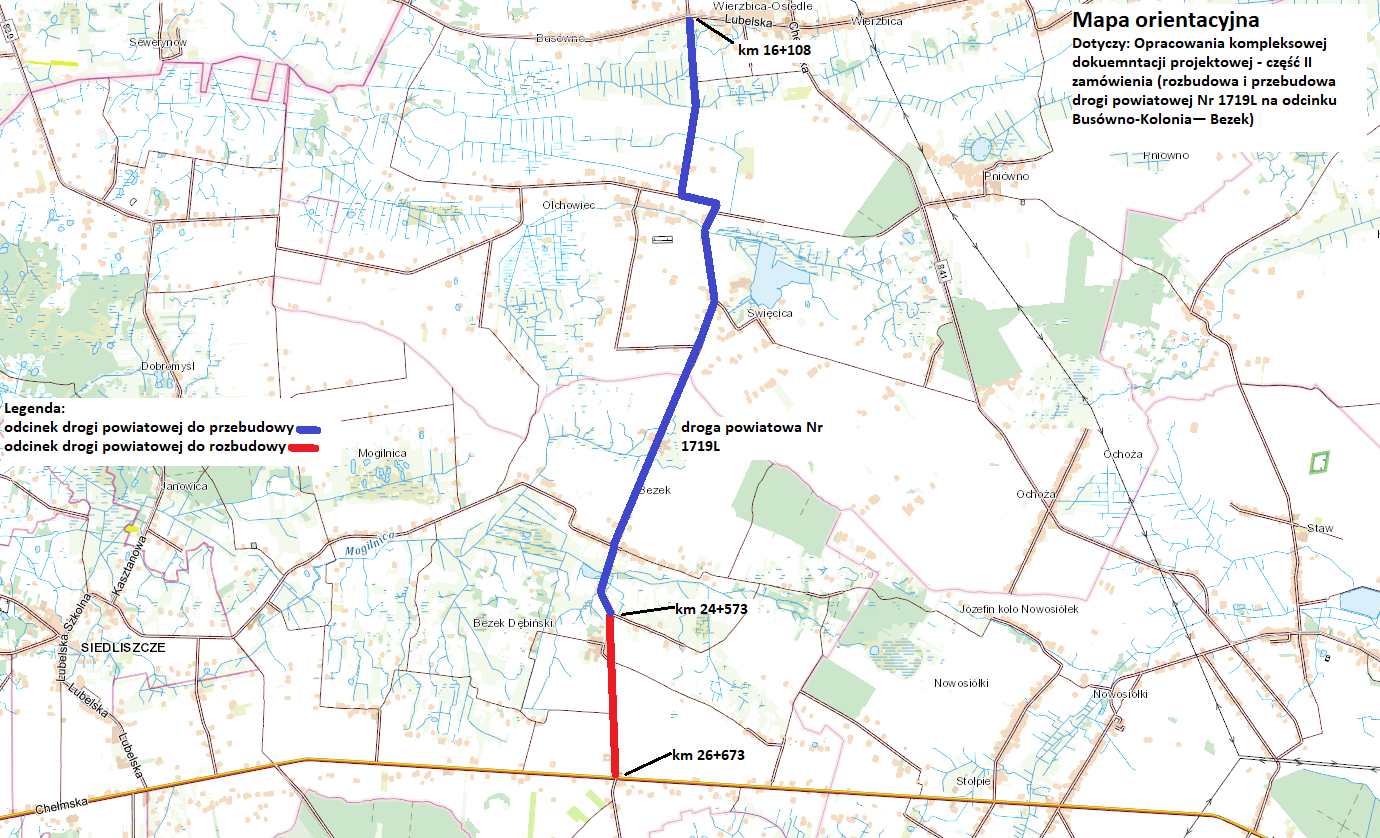 Mapa orientacyjna
Dotyczy: Opracowania kompleksowej
dokuemntacji projektowej - część II
zamówienia (rozbudowa i przebudowa
drogi powiatowej Nr 1719L na odcinku
Busówno-Kolonia— Bezek)
Wierzbica-Osiedle
Lubelska
Wierzbica
Busówno
km 16+108
Sewerynów
Pniówno
Pniówno
Olchowiec
841
Święcica
Dobromyśl
Legenda:
odcinek drogi powiatowej do przebudowy
odcinek drogi powiatowej do rozbudowy
droga powiatowa Nr
1719L
Mogilnica
Ochoża
Janowica
Bezek
Ochoża
Staw
Mogilnica
Kasztanowa
Szkolna
Lubelska
km 24+573
Józefin koło Nowosiółek
Bezek Dębiński
SIEDLISZCZE
Nowosiółki
Nowosiółki
Lubelska
Lubelska
km 26+673
Stołpie
Chełmska